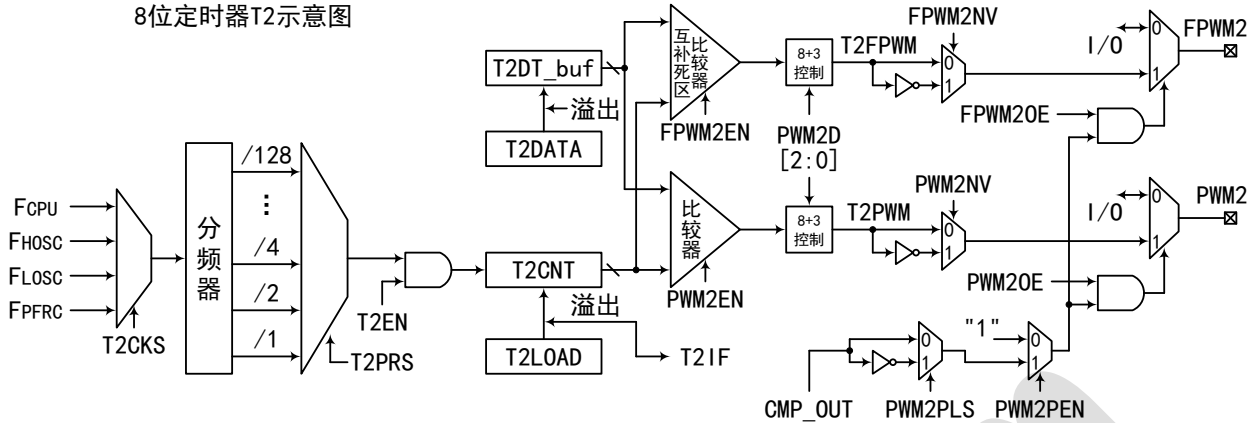 8位定时器T2示意图
FPWM2NV
FPWM2
T2DT_buf
溢出
T2DATA
互补死区
比较器
FPWM2EN
8+3
控制
T2FPWM
0
1
I/O
0
1
FPWM2OE
PWM2D
[2:0]
FCPU
FHOSC
FLOSC
FPFRC
T2CKS
分频器
/128
⋮
/4
/2
/1
T2PRS
T2EN
T2CNT
溢出
T2LOAD
T2IF
比较器
PWM2EN
8+3
控制
T2PWM
PWM2NV
0
1
I/O
0
1
PWM2
PWM2OE
"1"
0
1
0
1
CMP_OUT
PWM2PLS
PWM2PEN